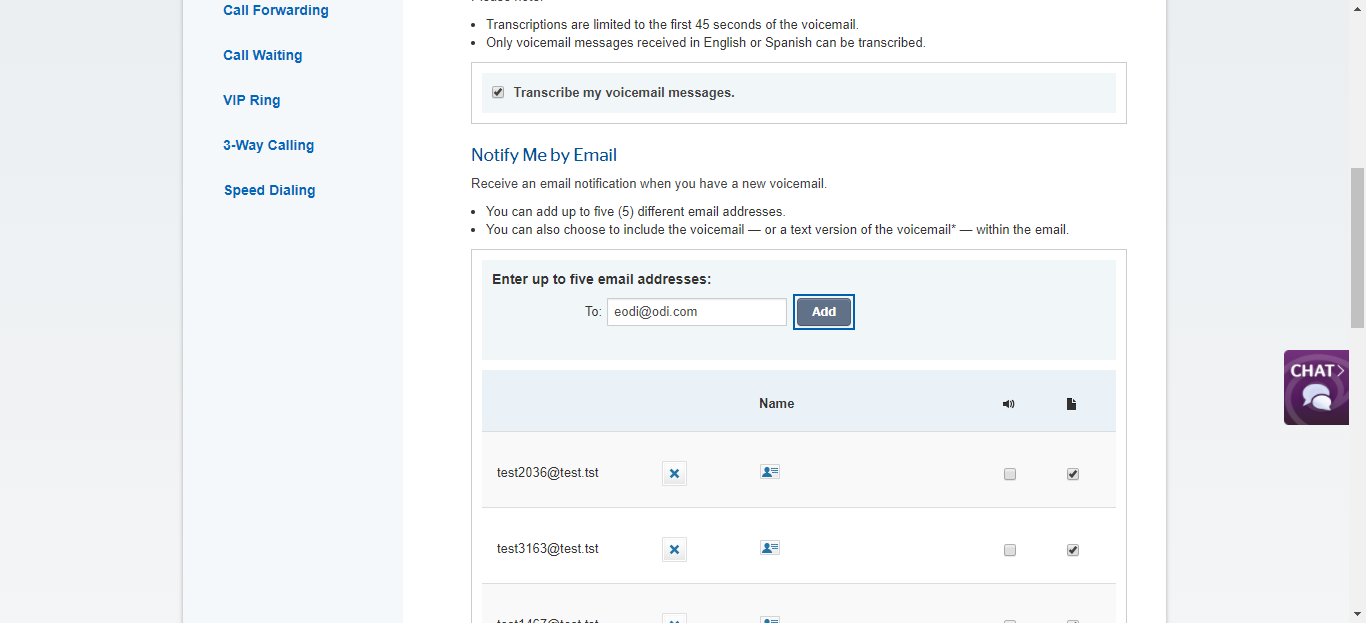 Call Forwarding
Call Waiting
VIP Ring
3-Way Calling
Speed Dialing
Transcriptions are limited to the first 45 seconds of the voicemail.
Only voicemail messages received in English or Spanish can be transcribed.
Transcribe my voicemail messages.
Notify Me by Email
Receive an email notification when you have a new voicemail.
You can add up to five (5) different email addresses.
You can also choose to include the voicemail — or a text version of the voicemail* — within the email.
Enter up to five email addresses:
To: eodi@odi.com Add
Name
test2036@test.tst
test3163@test.tst
CHAT